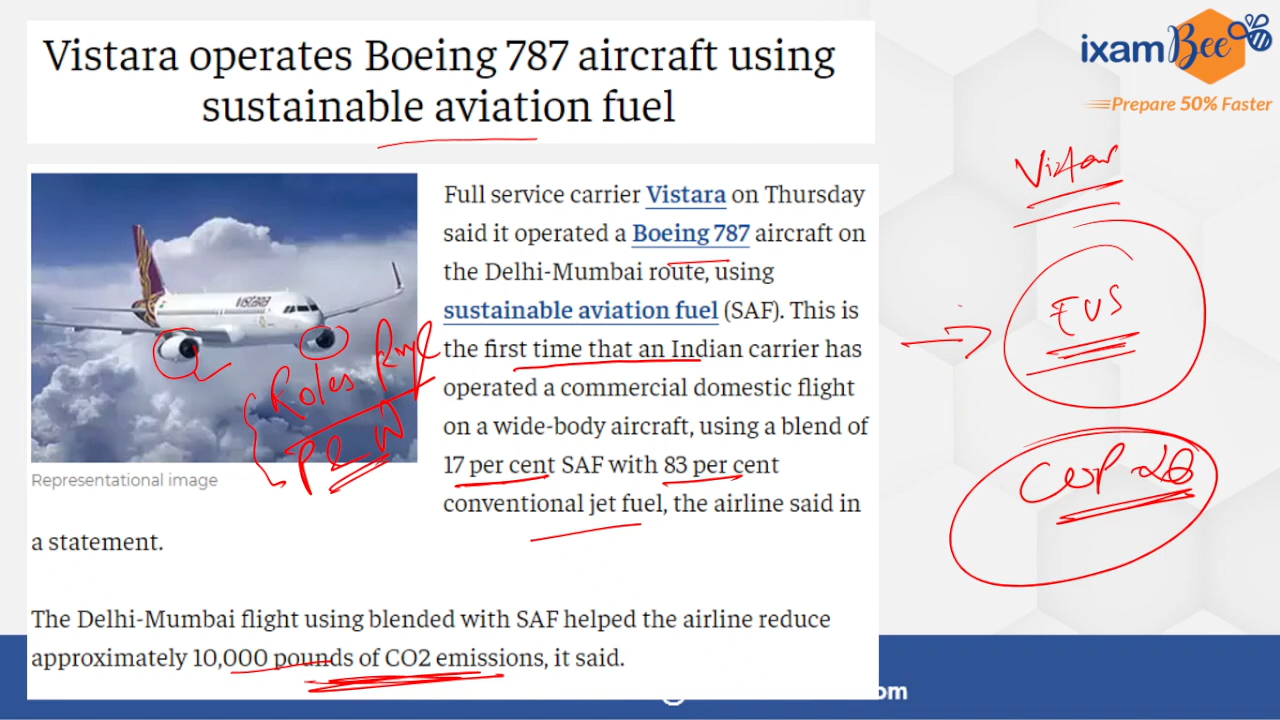 Vistara operates Boeing 787 aircraft using
sustainable aviation fuel
ixamBee
Prepare 50% Faster
Full service carrier Vistara on Thursday
said it operated a Boeing 787 aircraft on
the Delhi-Mumbai route, using
sustainable aviation fuel (SAF). This is
the first time that an Indian carrier has
operated a commercial domestic flight
on a wide-body aircraft, using a blend of
17 per cent SAF with 83 per cent
conventional jet fuel, the airline said in
a statement.
vistara
Roles
P&W
Representational image
The Delhi-Mumbai flight using blended with SAF helped the airline reduce
approximately 10,000 pounds of CO2 emissions, it said.
EVS
COP 28
om